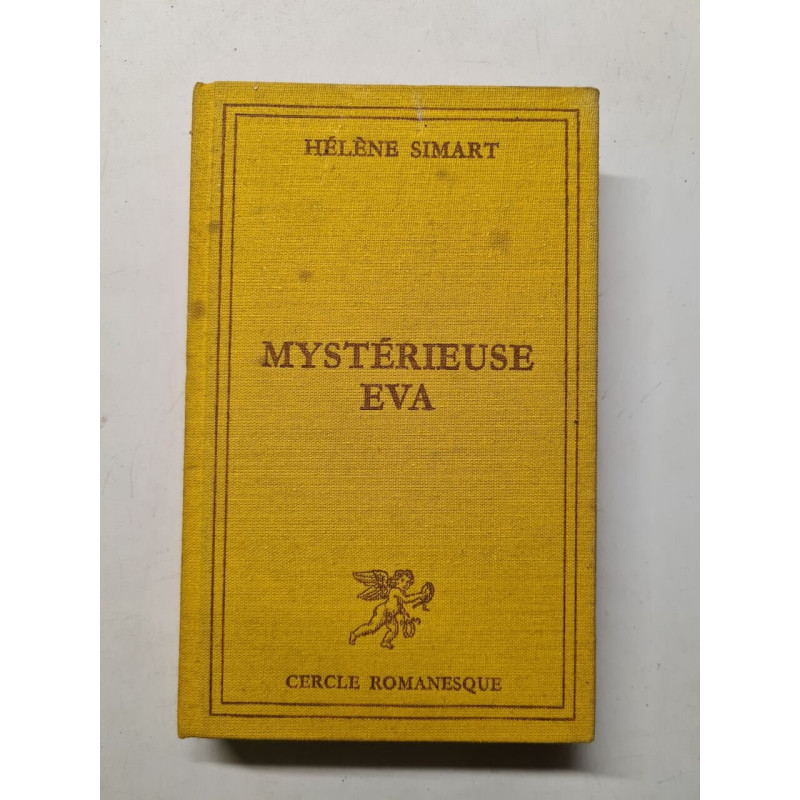 HÉLÈNE SIMART
MYSTÉRIEUSE
EVA
CERCLE ROMANESQUE